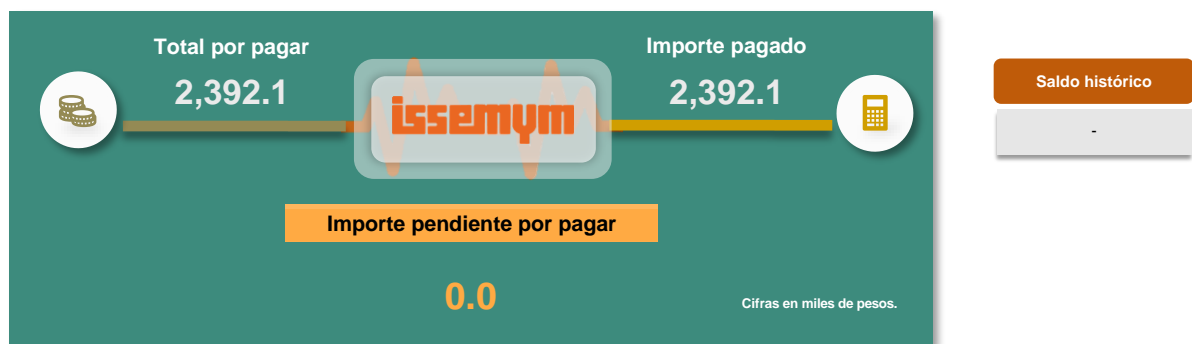 Total por pagar
2,392.1
issemym
Importe pagado
2,392.1
Importe pendiente por pagar
0.0
Cifras en miles de pesos.
Saldo histórico
-